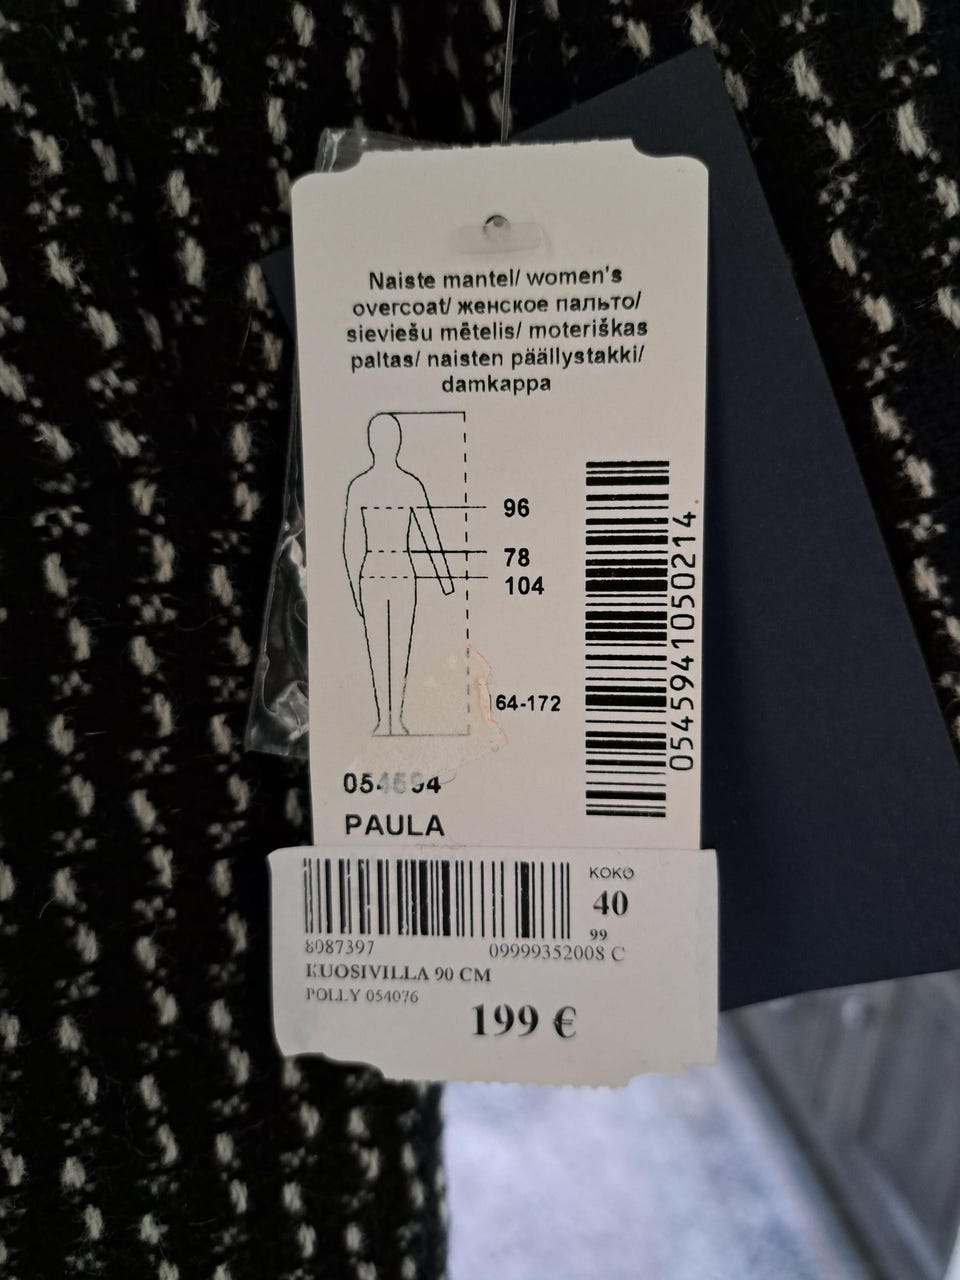 Naiste mantel/ women's
overcoat/ женское пальто/
sieviešu mētelis/ moteriškas
paltas/ naisten päällystakki/
damkappa
96
78
104
64-172
054594
PAULA
0545941050214
KOKO
40
99
8087397 09999352008 C
KUOSIVILLA 90 CM
POLLY 054076
199 €